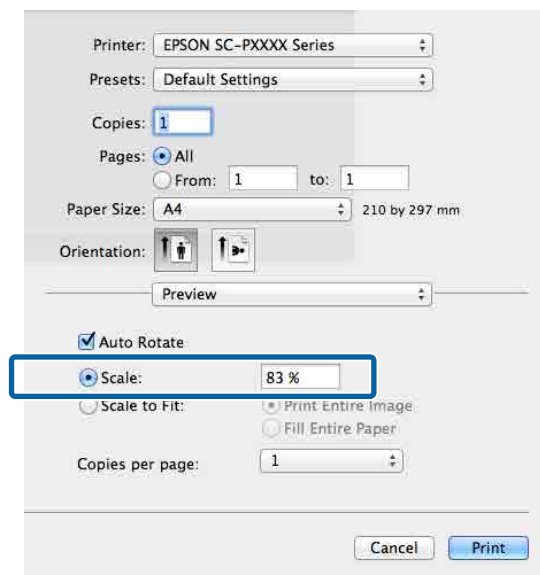 Printer: EPSON SC-PXXXX Series
Presets: Default Settings
Copies: 1
Pages: All
From: 1 to: 1
Paper Size: A4 210 by 297 mm
Orientation:
Preview
Auto Rotate
Scale: 83 %
Scale to Fit: Print Entire Image
Fill Entire Paper
Copies per page: 1
Cancel Print